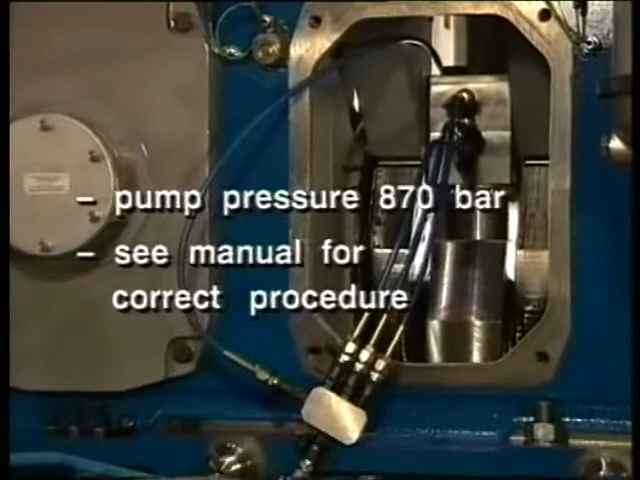 – pump pressure 870 bar
– see manual for
correct procedure